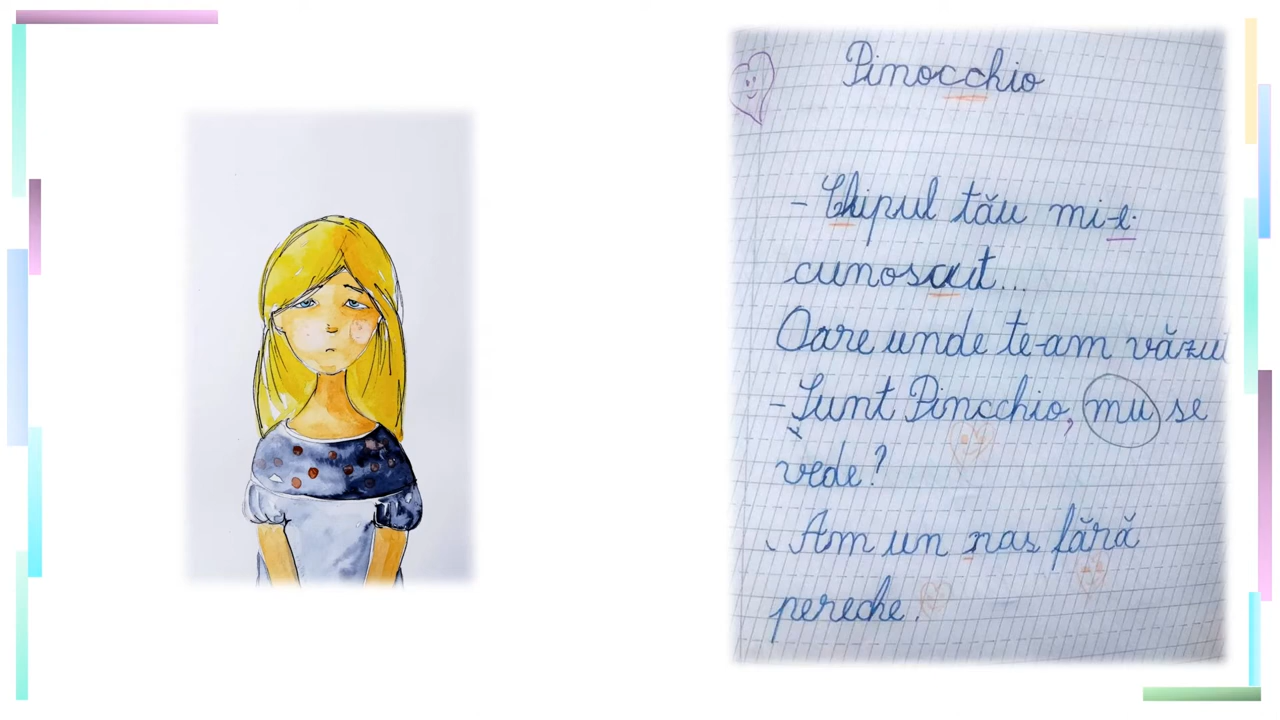 Pinocchio
- Chipul tău mi-e
cunoscut...
Oare unde te-am văzut
- Sunt Pinocchio, nu se
vede?
Am un nas fără
pereche.